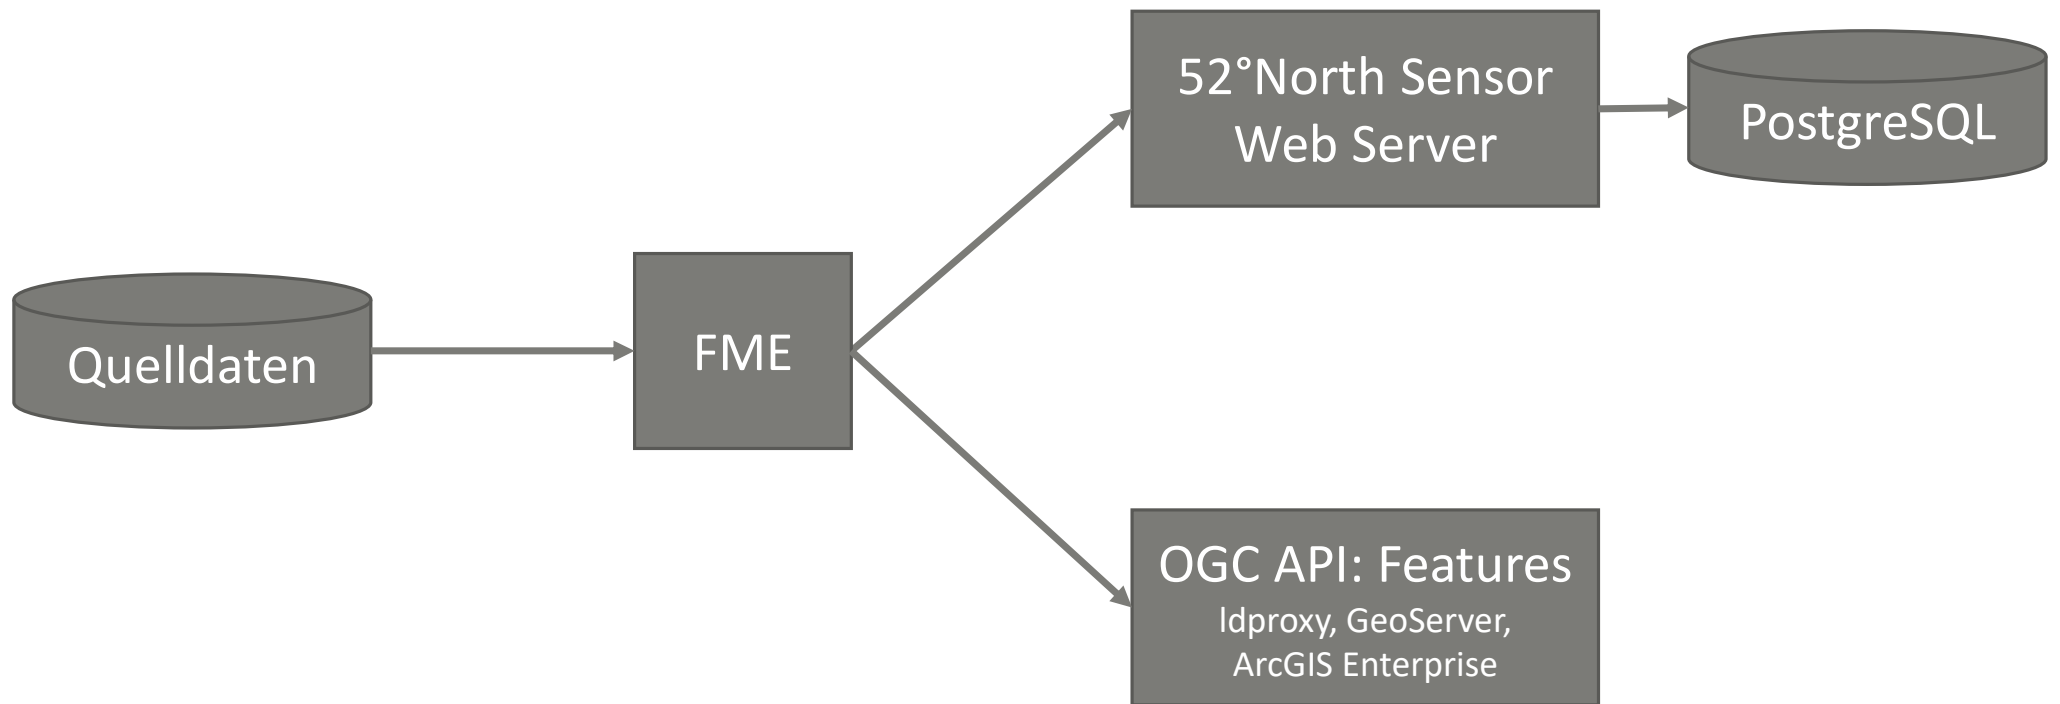 52°North Sensor
Web Server
PostgreSQL
Quelldaten
FME
OGC API: Features
ldproxy, GeoServer,
ArcGIS Enterprise